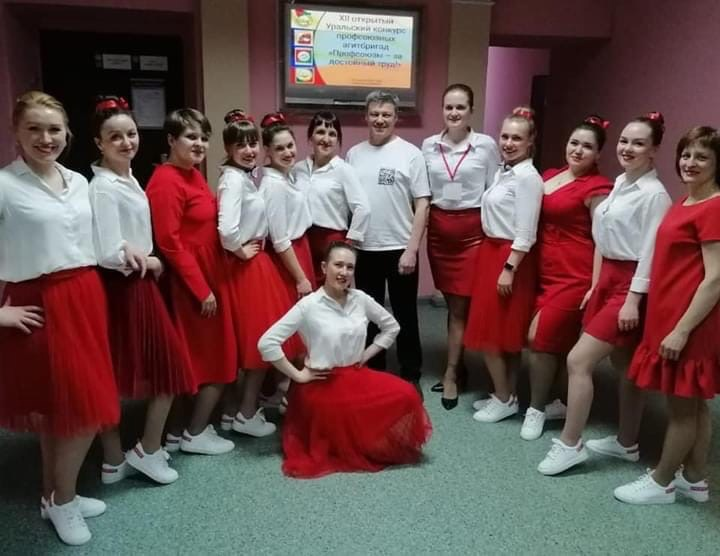 XII открытый
Уральский конкурс
профсоюзных
агитбригад
«Профсоюзы – за
достойный труд!»